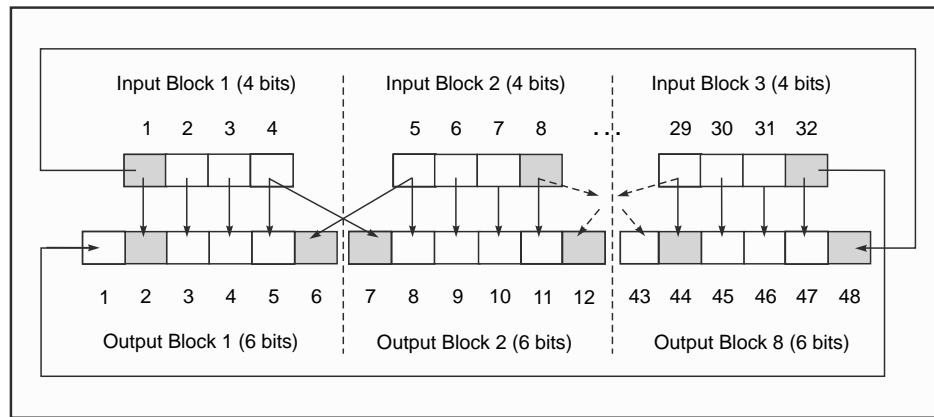 Input Block 1 (4 bits) Input Block 2 (4 bits) Input Block 3 (4 bits)
1 2 3 4 5 6 7 8 ... 29 30 31 32
1 2 3 4 5 6 7 8 9 10 11 12 43 44 45 46 47 48
Output Block 1 (6 bits) Output Block 2 (6 bits) Output Block 8 (6 bits)